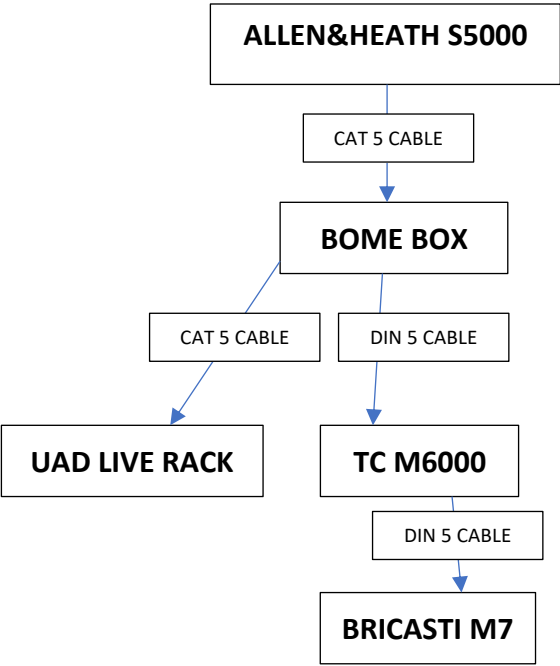 ALLEN&HEATH S5000
CAT 5 CABLE
BOME BOX
CAT 5 CABLE
DIN 5 CABLE
UAD LIVE RACK
TC M6000
DIN 5 CABLE
BRICASTI M7